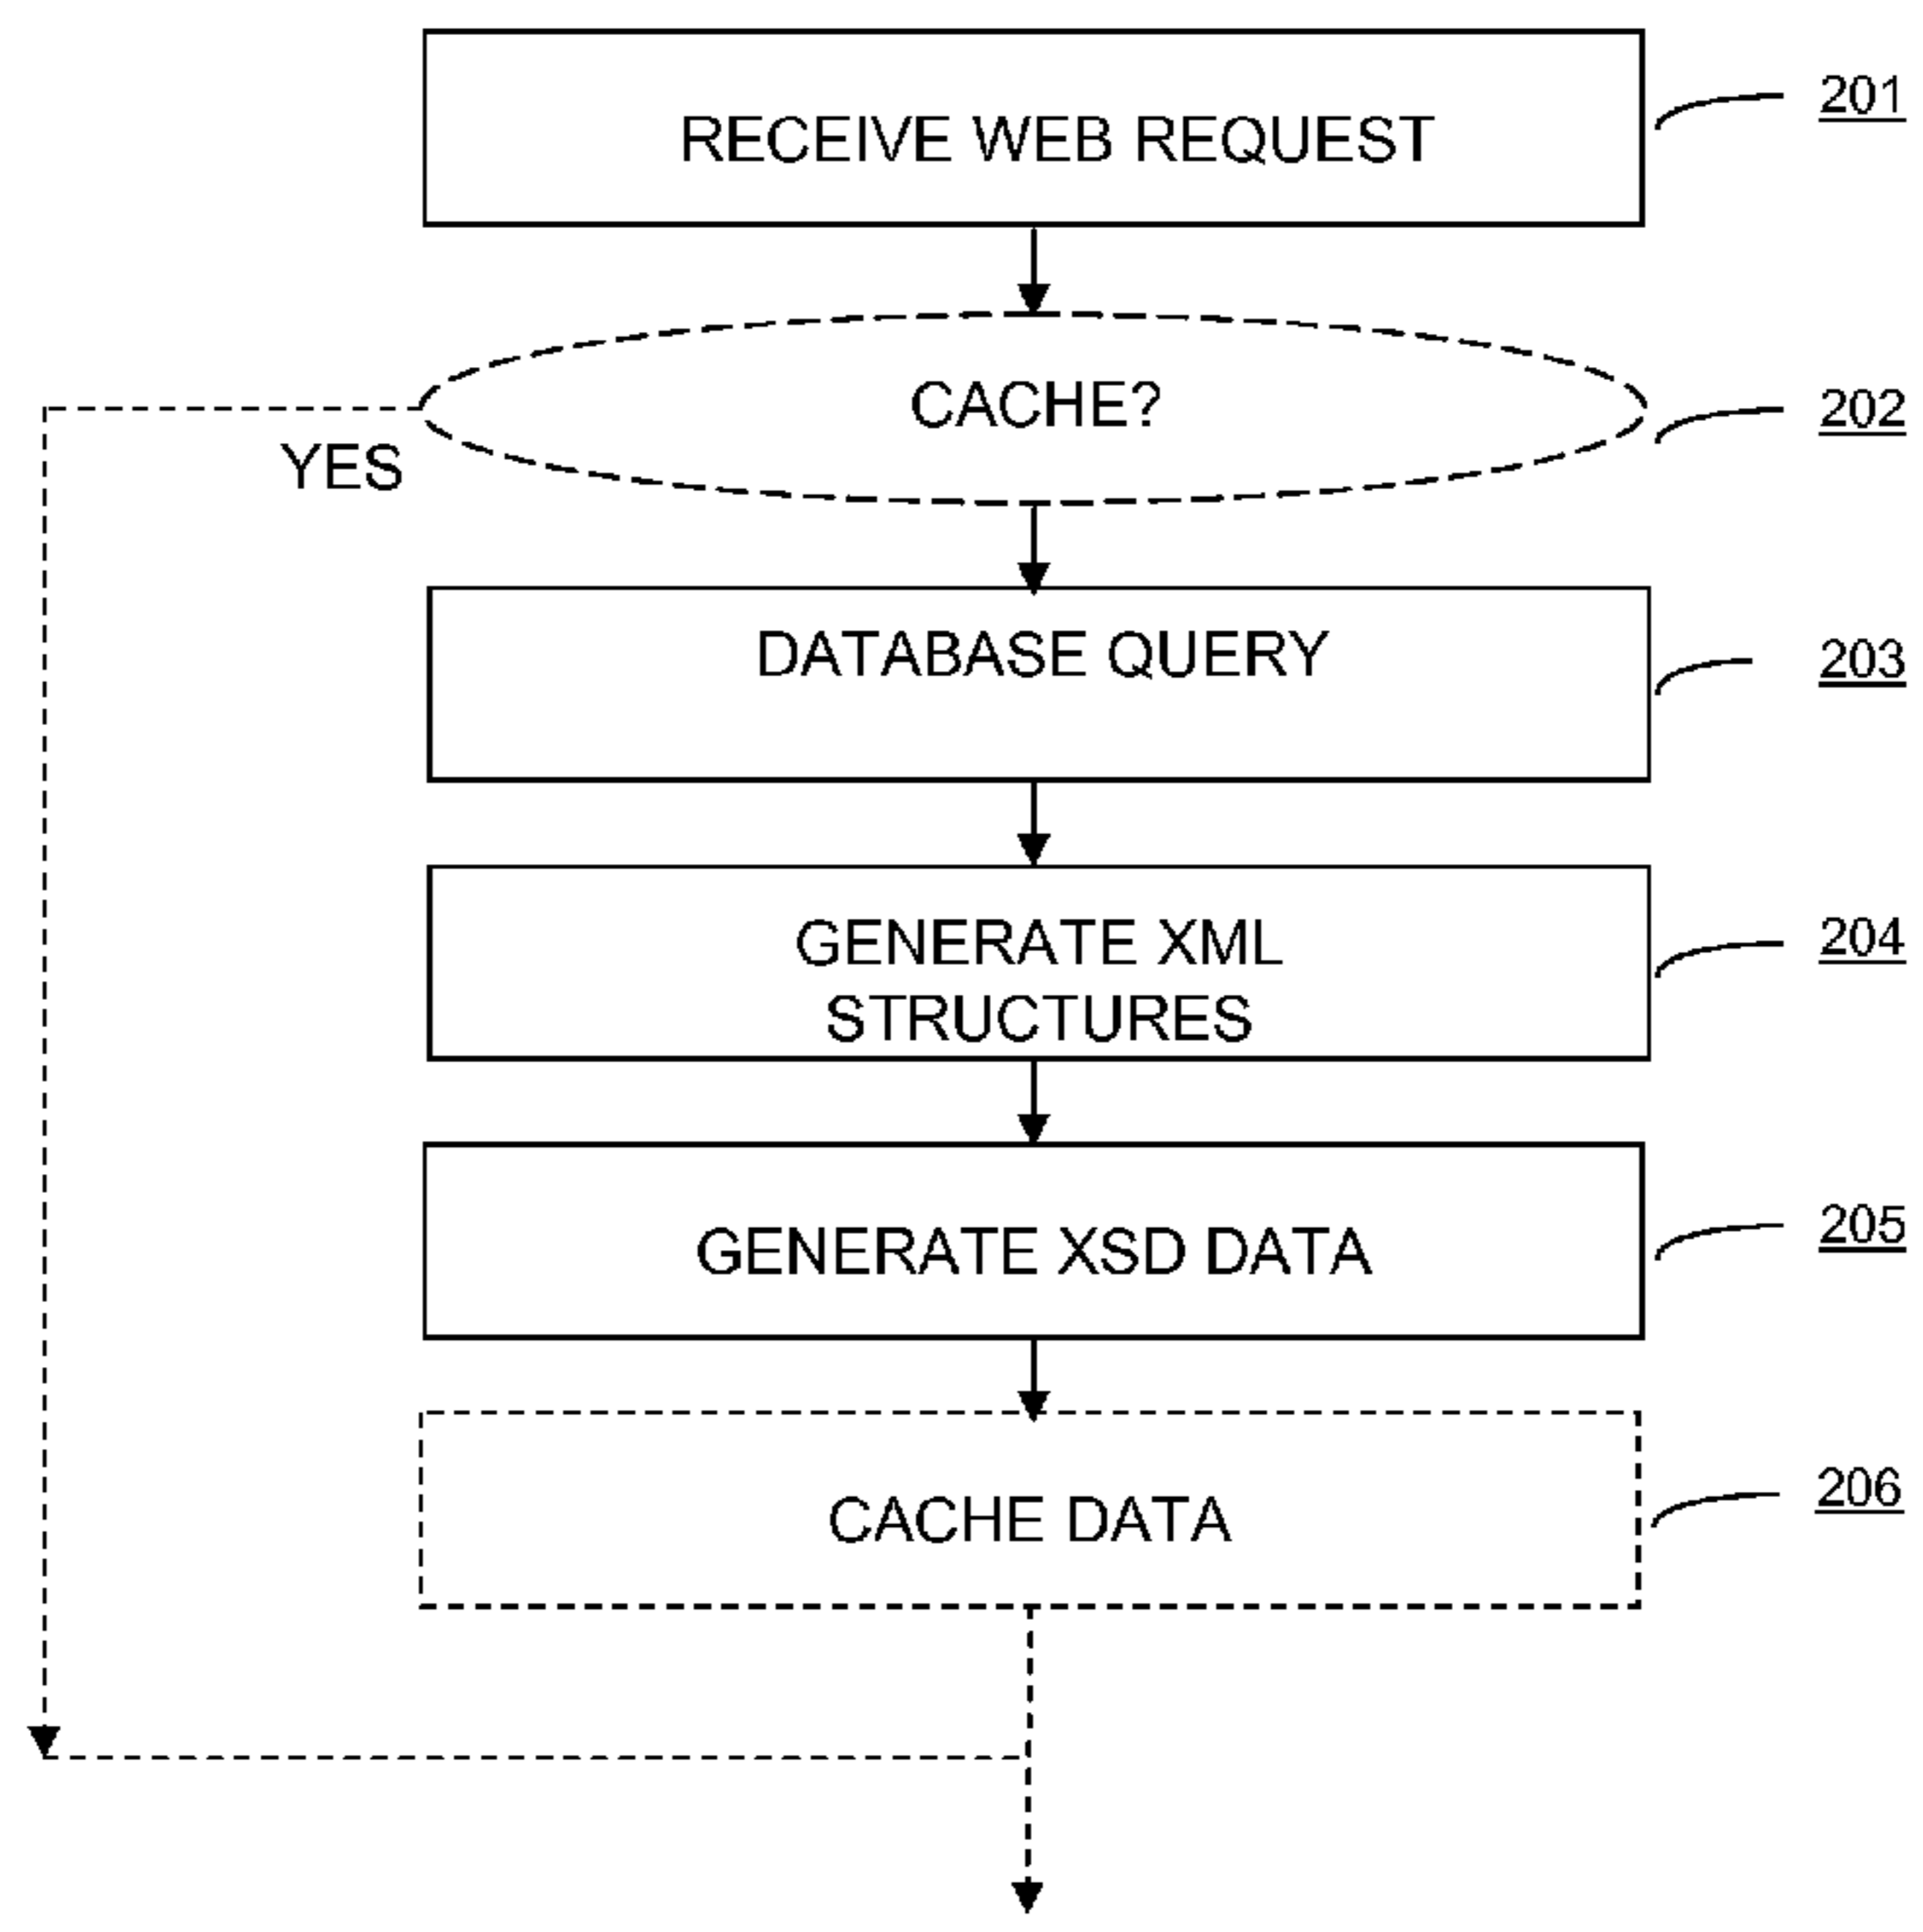 RECEIVE WEB REQUEST
201
CACHE?
202
YES
DATABASE QUERY
203
GENERATE XML
STRUCTURES
204
GENERATE XSD DATA
205
CACHE DATA
206